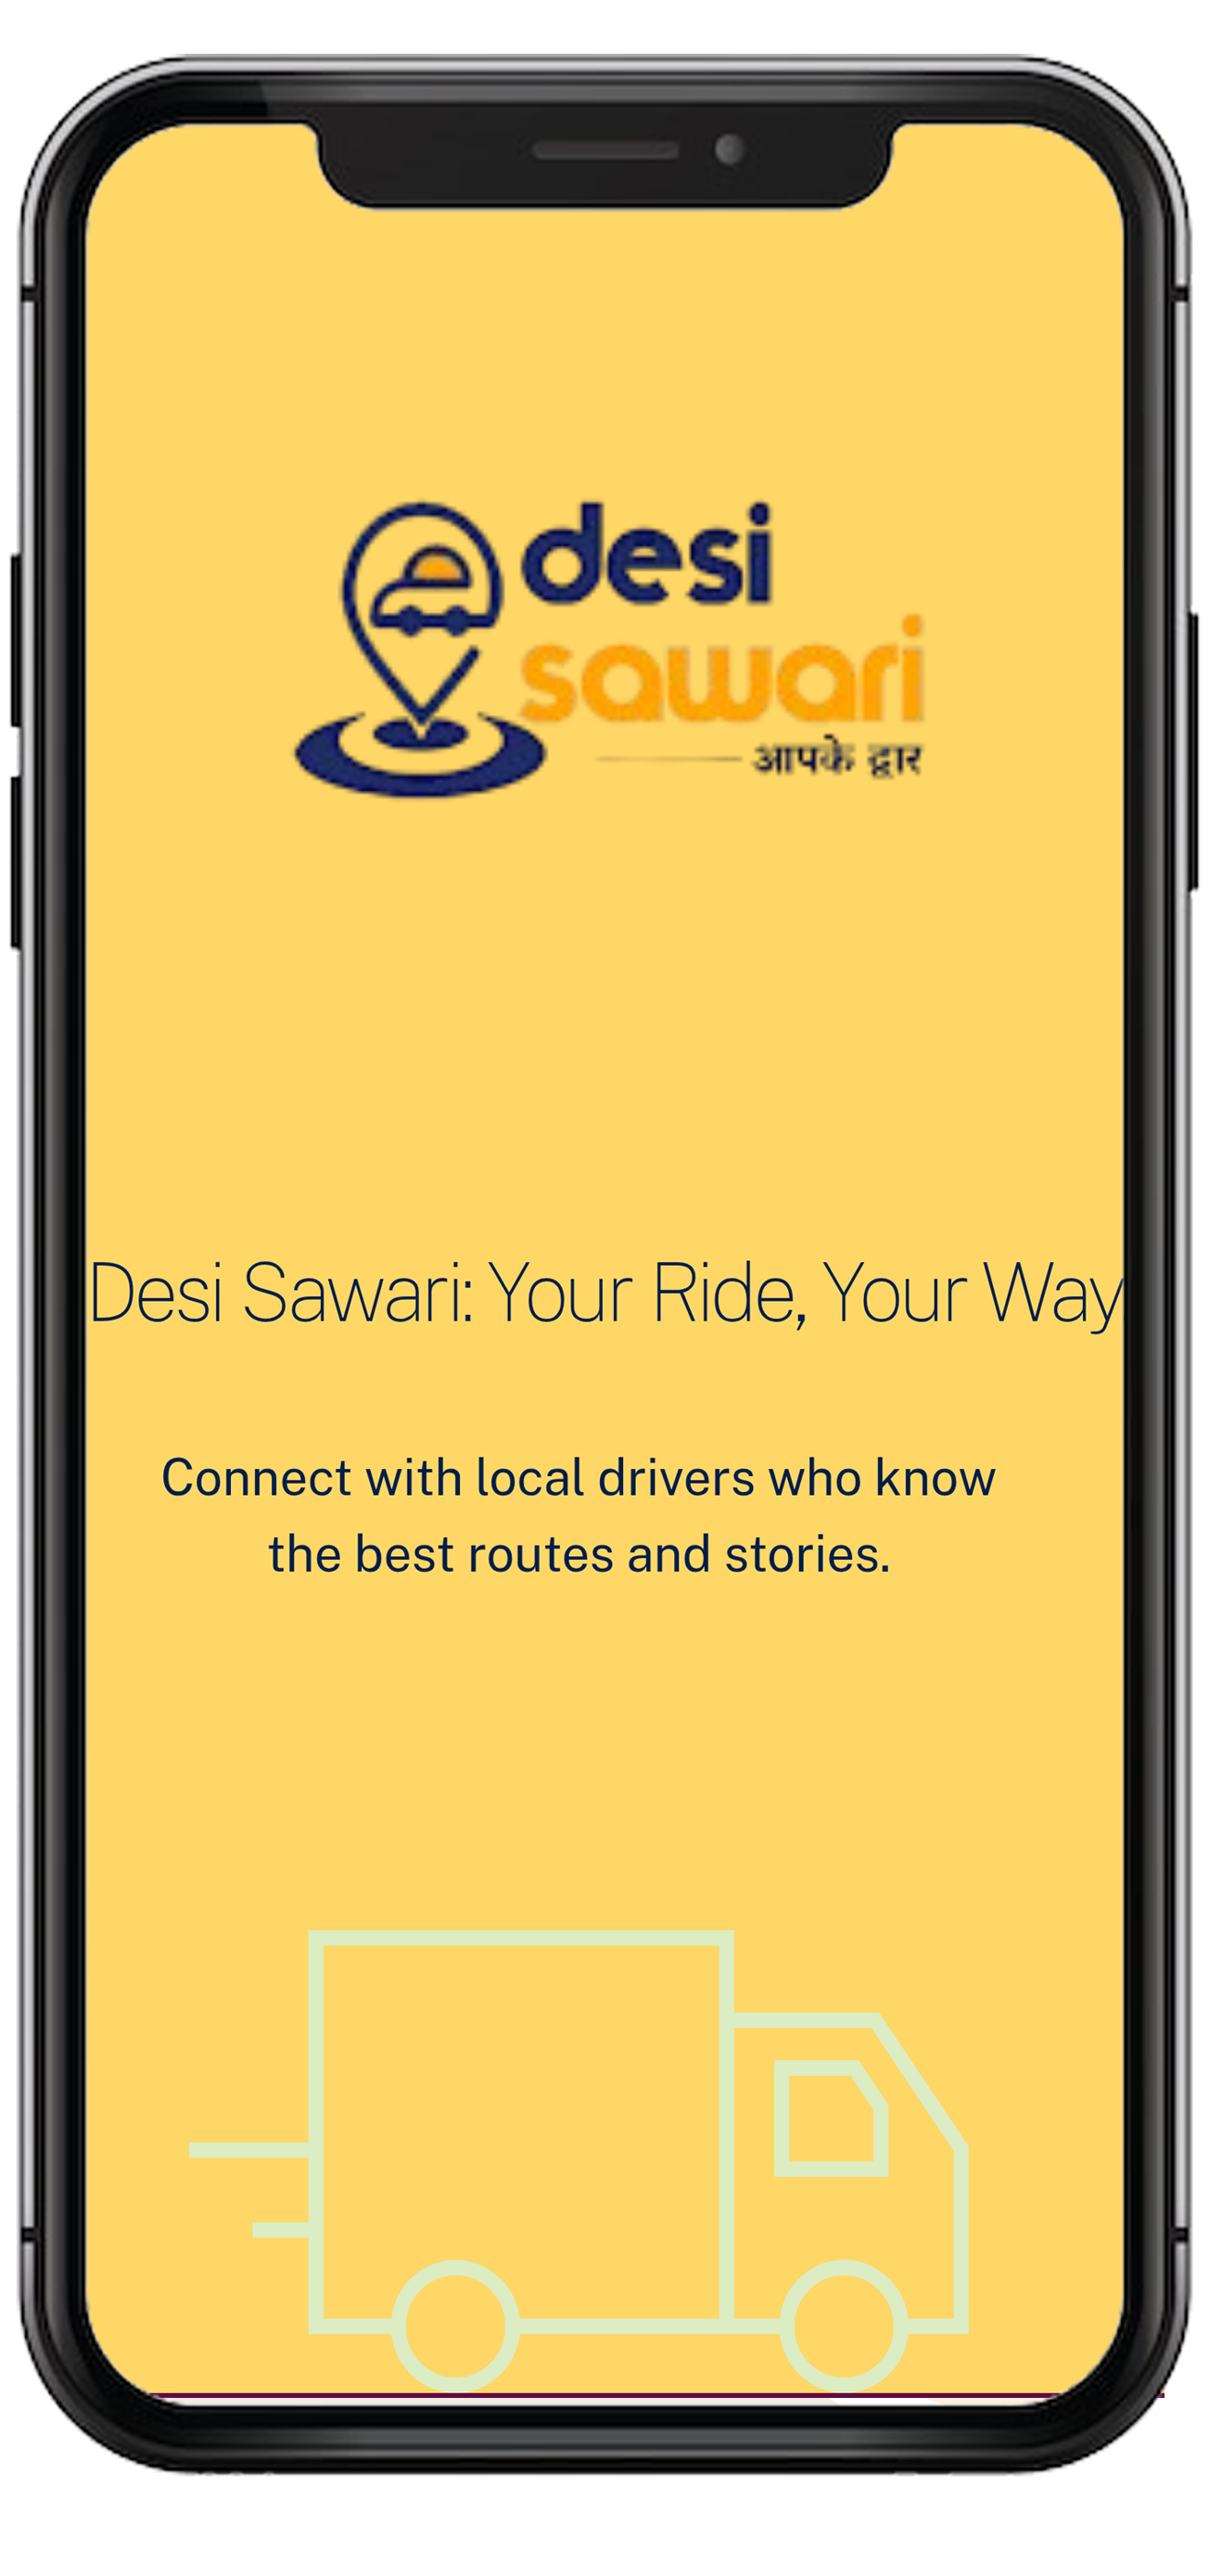 desi
sawari
आपके द्वार
Desi Sawari: Your Ride, Your Way
Connect with local drivers who know
the best routes and stories.